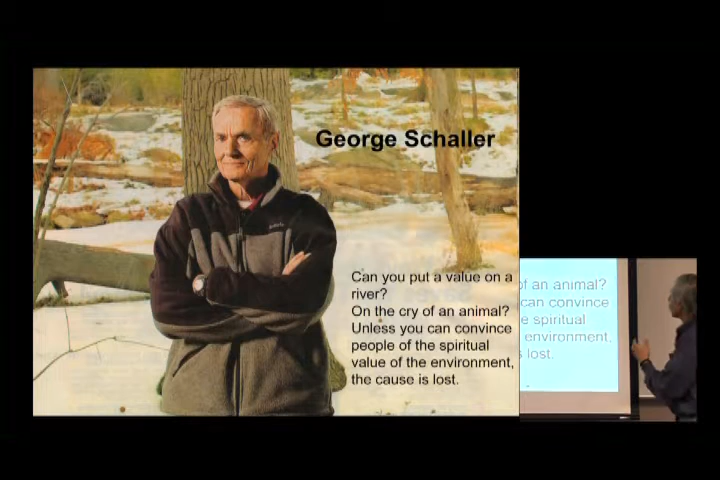 George Schaller
Can you put a value on a
river?
On the cry of an animal?
Unless you can convince
people of the spiritual
value of the environment,
the cause is lost.
of an animal?
can convince
e spiritual
environment,
lost.